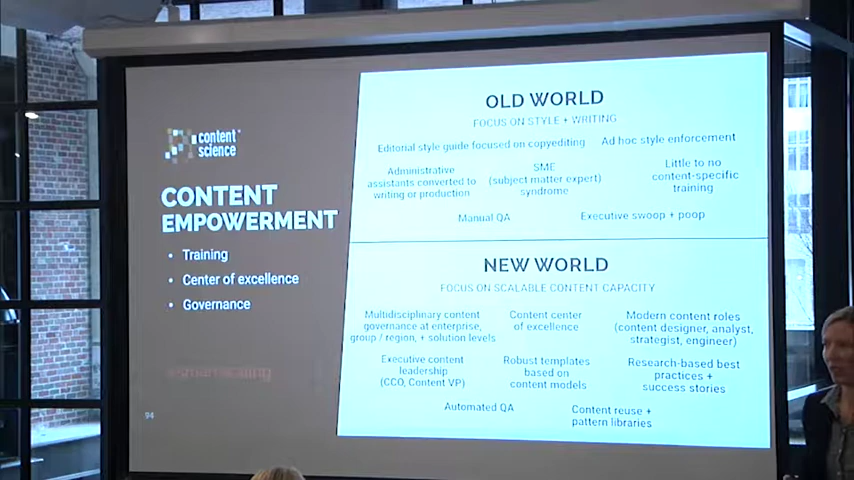 content
science
CONTENT
EMPOWERMENT
• Training
• Center of excellence
• Governance
94
OLD WORLD
FOCUS ON STYLE + WRITING
Editorial style guide focused on copyediting
Ad hoc style enforcement
Administrative
assistants converted to
writing or production
SME
(subject matter expert)
syndrome
Little to no
content-specific
training
Manual QA
Executive swoop + poop
NEW WORLD
FOCUS ON SCALABLE CONTENT CAPACITY
Multidisciplinary content
governance at enterprise,
group / region, + solution levels
Content center
of excellence
Modern content roles
(content designer, analyst,
strategist, engineer)
Executive content
leadership
(CCO, Content VP)
Robust templates
based on
content models
Research-based best
practices +
success stories
Automated QA
Content reuse +
pattern libraries